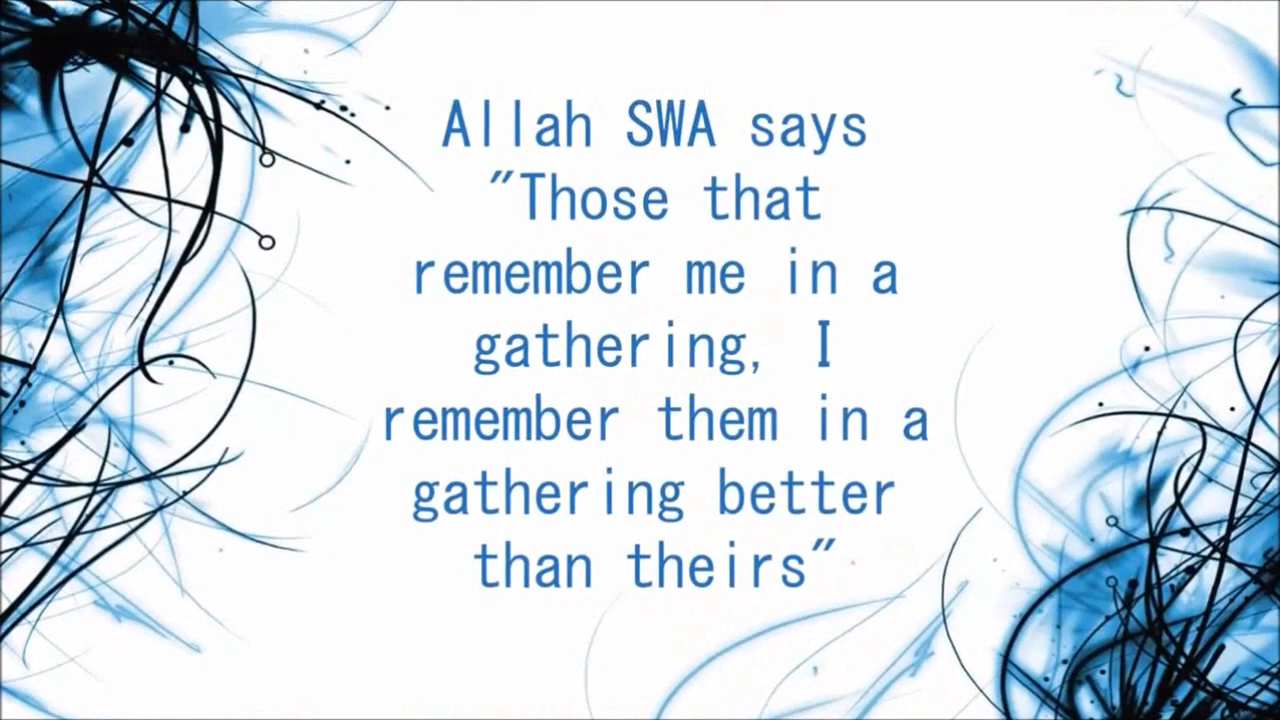 Allah SWA says
"Those that
remember me in a
gathering, I
remember them in a
gathering better
than theirs"